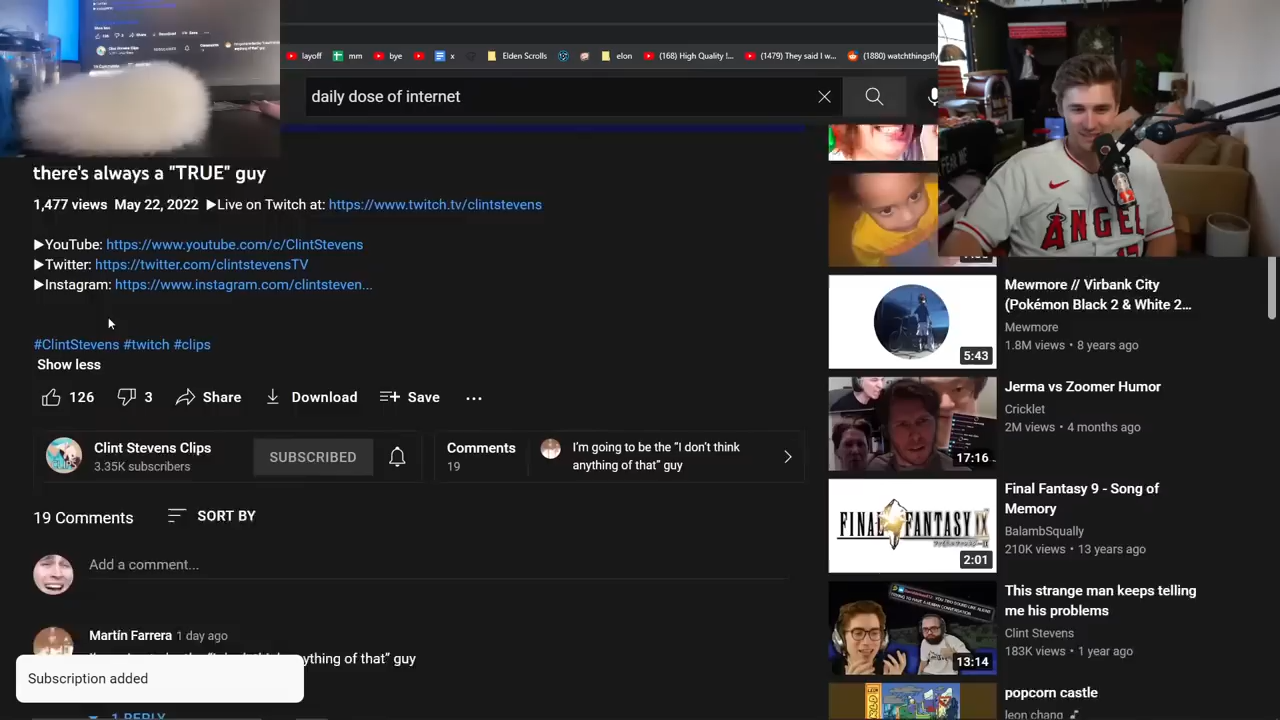 layoff
mm
bye
x
Elden Scrolls
elon
(168) High Quality !...
(1479) They said I w...
(1880) watchthingsfly
daily dose of internet
there's always a "TRUE" guy
1,477 views May 22, 2022 ▶Live on Twitch at: https://www.twitch.tv/clintstevens
▶YouTube: https://www.youtube.com/c/ClintStevens
▶Twitter: https://twitter.com/clintstevensTV
▶Instagram: https://www.instagram.com/clintsteven...
#ClintStevens #twitch #clips
Show less
126
3
Share
Download
Save
Clint Stevens Clips
3.35K subscribers
SUBSCRIBED
Comments
19
I'm going to be the "I don't think
anything of that" guy
19 Comments
SORT BY
Add a comment...
Martín Farrera 1 day ago
anything of that" guy
Subscription added
1 REPLY
ANGEL
Mewmore // Virbank City
(Pokémon Black 2 & White 2...
Mewmore
1.8M views • 8 years ago
5:43
Jerma vs Zoomer Humor
Cricklet
2M views • 4 months ago
17:16
Final Fantasy 9 - Song of
Memory
BalambSqually
210K views • 13 years ago
FINAL FANTASY IX
2:01
This strange man keeps telling
me his problems
Clint Stevens
183K views • 1 year ago
13:14
popcorn castle
leon chang